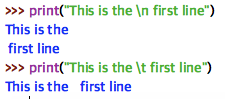 >>> print("This is the \n first line")
This is the
 first line
>>> print("This is the \t first line")
This is the   first line